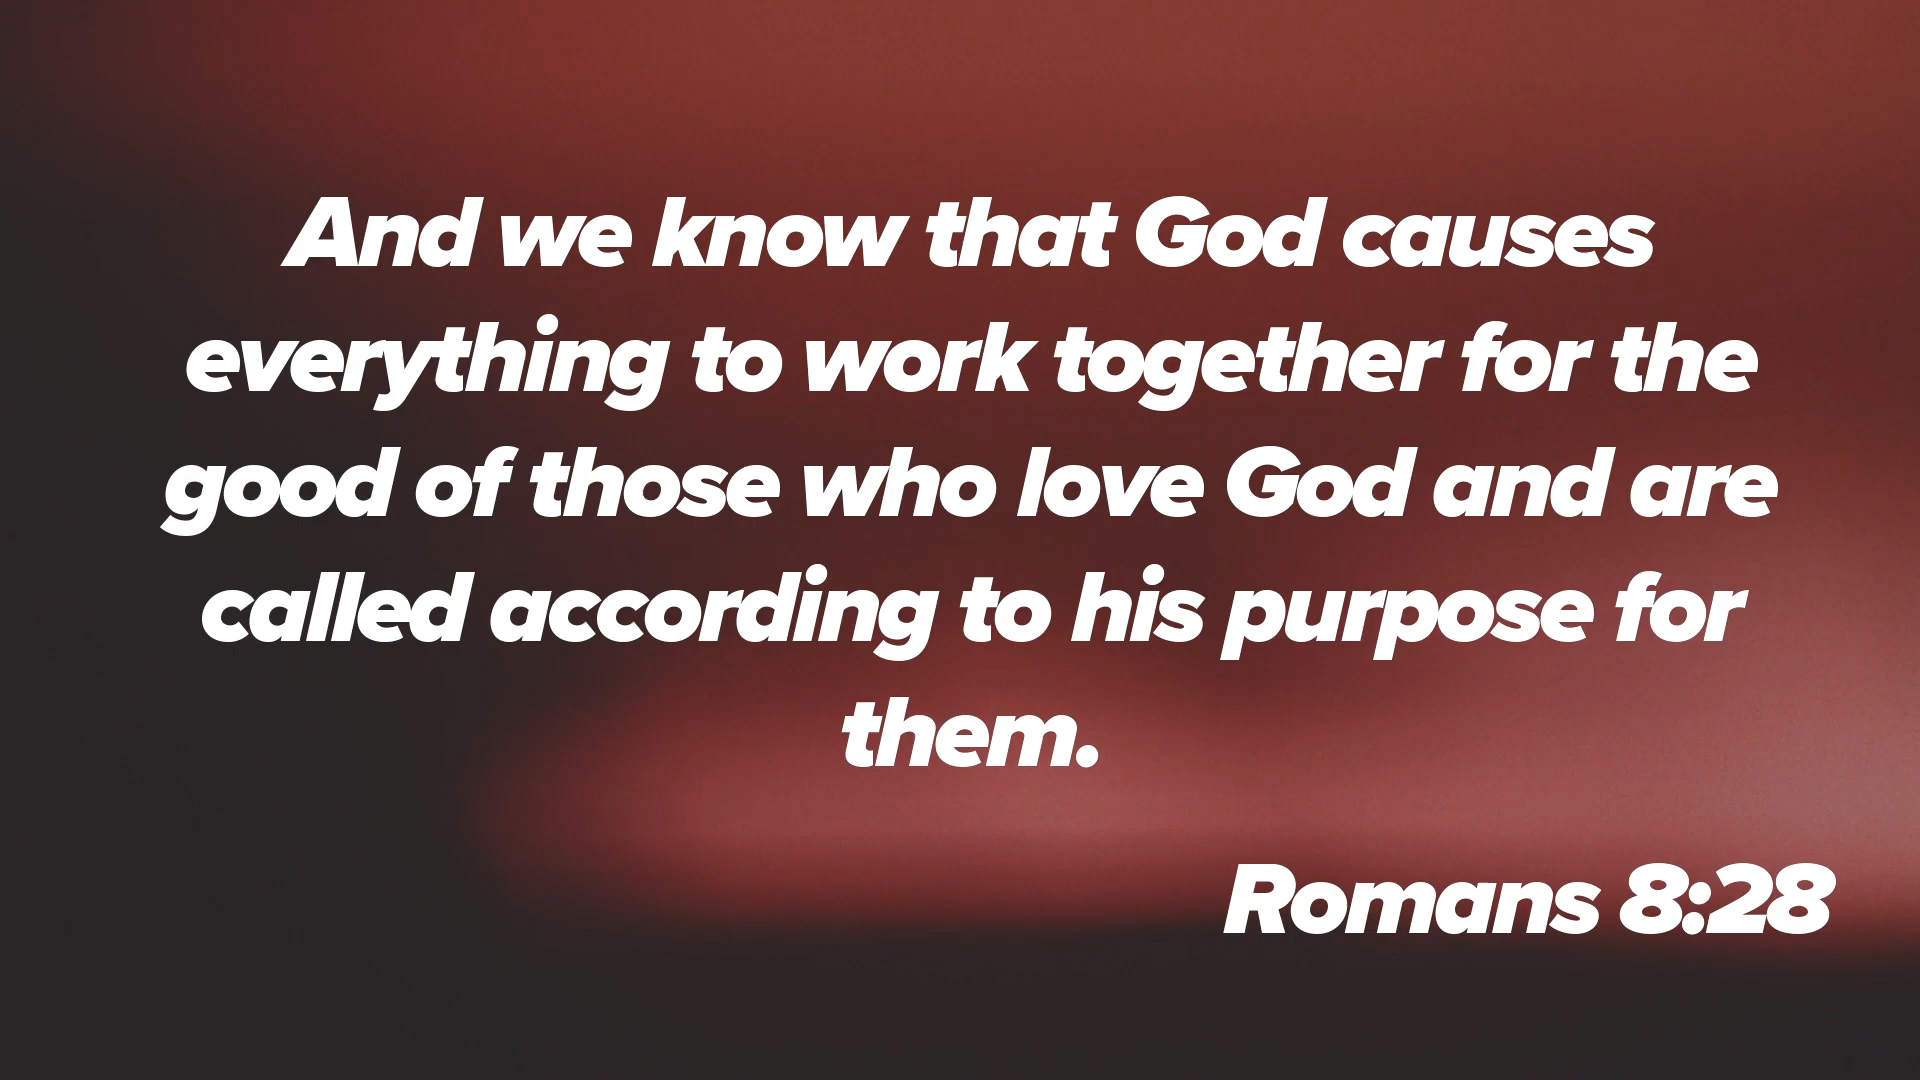 And we know that God causes
everything to work together for the
good of those who love God and are
called according to his purpose for
them.
Romans 8:28